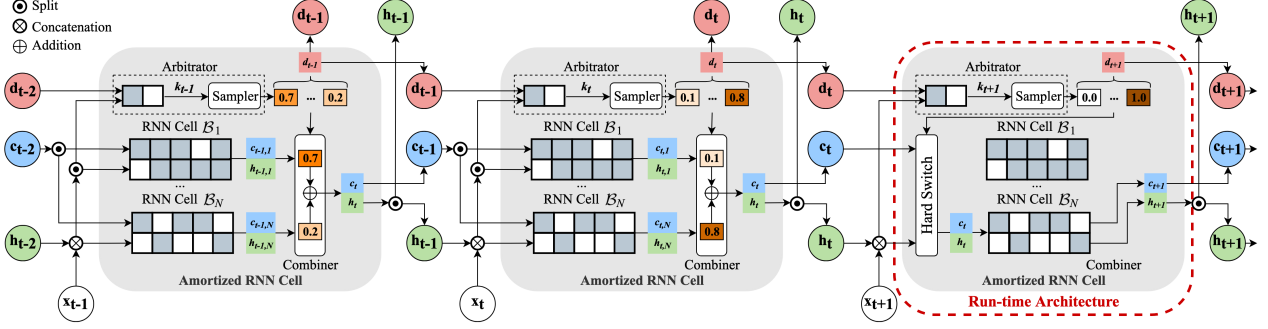 Split
Concatenation
Addition
d_{t-1} h_{t-1} d_t h_t h_{t+1}
Arbitrator d_{t-1} Arbitrator d_t Arbitrator d_{t+1}
d_{t-2} k_{t-1} Sampler 0.7 ... 0.2 d_{t-1} k_t Sampler 0.1 ... 0.8 d_t k_{t+1} Sampler 0.0 ... 1.0 d_{t+1}
RNN Cell B_1 RNN Cell B_1 RNN Cell B_1
c_{t-2} c_{t-1,1} h_{t-1,1} 0.7 c_{t-1} c_{t,1} h_{t,1} 0.1 c_t c_{t+1}
... c_t h_t ... c_t h_t ... c_{t+1} h_{t+1}
RNN Cell B_N RNN Cell B_N RNN Cell B_N
h_{t-2} c_{t-1,N} h_{t-1,N} 0.2 h_{t-1} c_{t,N} h_{t,N} 0.8 h_t Hard Switch c_t h_t h_{t+1}
Combiner Combiner Combiner
Amortized RNN Cell Amortized RNN Cell Amortized RNN Cell
x_{t-1} x_t x_{t+1} Run-time Architecture